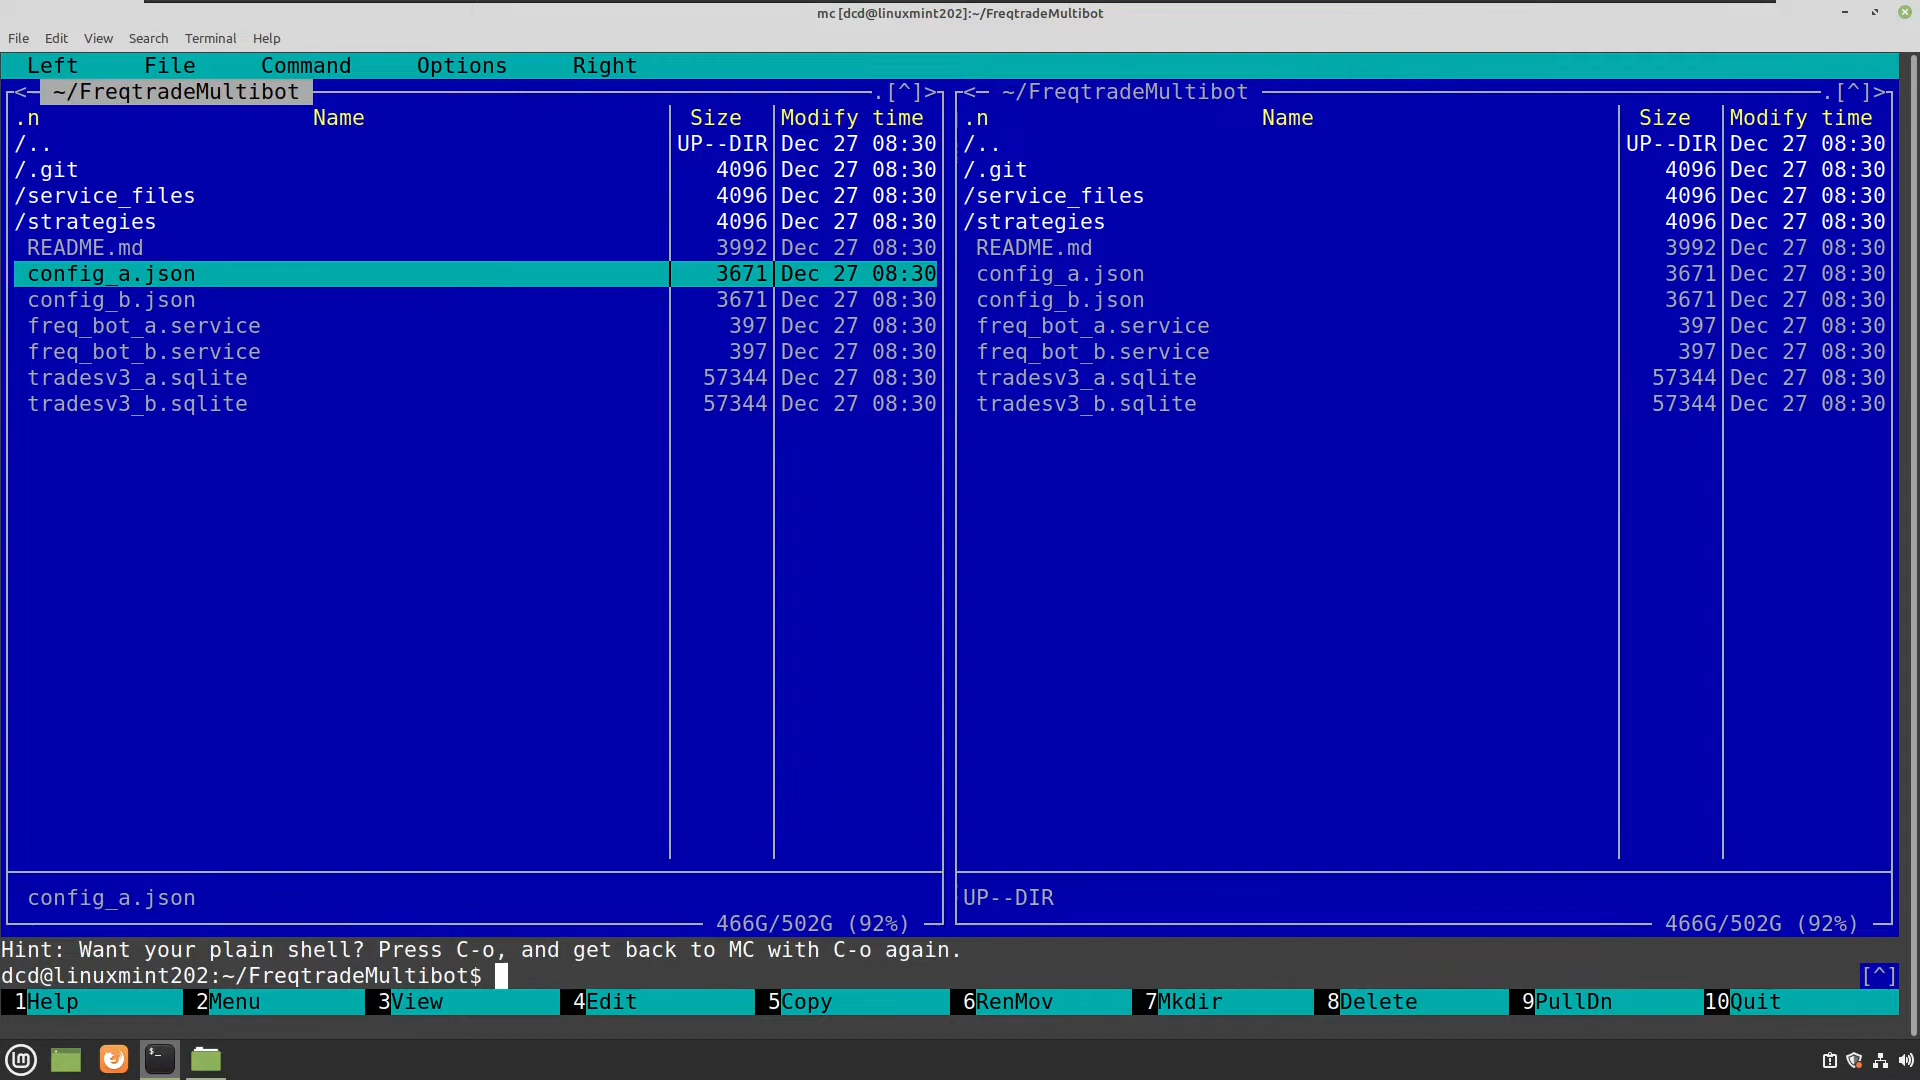 mc [dcd@linuxmint202]:~/FreqtradeMultibot
File Edit View Search Terminal Help
Left File Command Options Right
<─ ~/FreqtradeMultibot .[^]> <─ ~/FreqtradeMultibot .[^]>
.n Name Size Modify time .n Name Size Modify time
/.. UP--DIR Dec 27 08:30 /.. UP--DIR Dec 27 08:30
/.git 4096 Dec 27 08:30 /.git 4096 Dec 27 08:30
/service_files 4096 Dec 27 08:30 /service_files 4096 Dec 27 08:30
/strategies 4096 Dec 27 08:30 /strategies 4096 Dec 27 08:30
README.md 3992 Dec 27 08:30 README.md 3992 Dec 27 08:30
config_a.json 3671 Dec 27 08:30 config_a.json 3671 Dec 27 08:30
config_b.json 3671 Dec 27 08:30 config_b.json 3671 Dec 27 08:30
freq_bot_a.service 397 Dec 27 08:30 freq_bot_a.service 397 Dec 27 08:30
freq_bot_b.service 397 Dec 27 08:30 freq_bot_b.service 397 Dec 27 08:30
tradesv3_a.sqlite 57344 Dec 27 08:30 tradesv3_a.sqlite 57344 Dec 27 08:30
tradesv3_b.sqlite 57344 Dec 27 08:30 tradesv3_b.sqlite 57344 Dec 27 08:30
config_a.json UP--DIR
466G/502G (92%) 466G/502G (92%)
Hint: Want your plain shell? Press C-o, and get back to MC with C-o again.
dcd@linuxmint202:~/FreqtradeMultibot$ [^]
1Help 2Menu 3View 4Edit 5Copy 6RenMov 7Mkdir 8Delete 9PullDn 10Quit